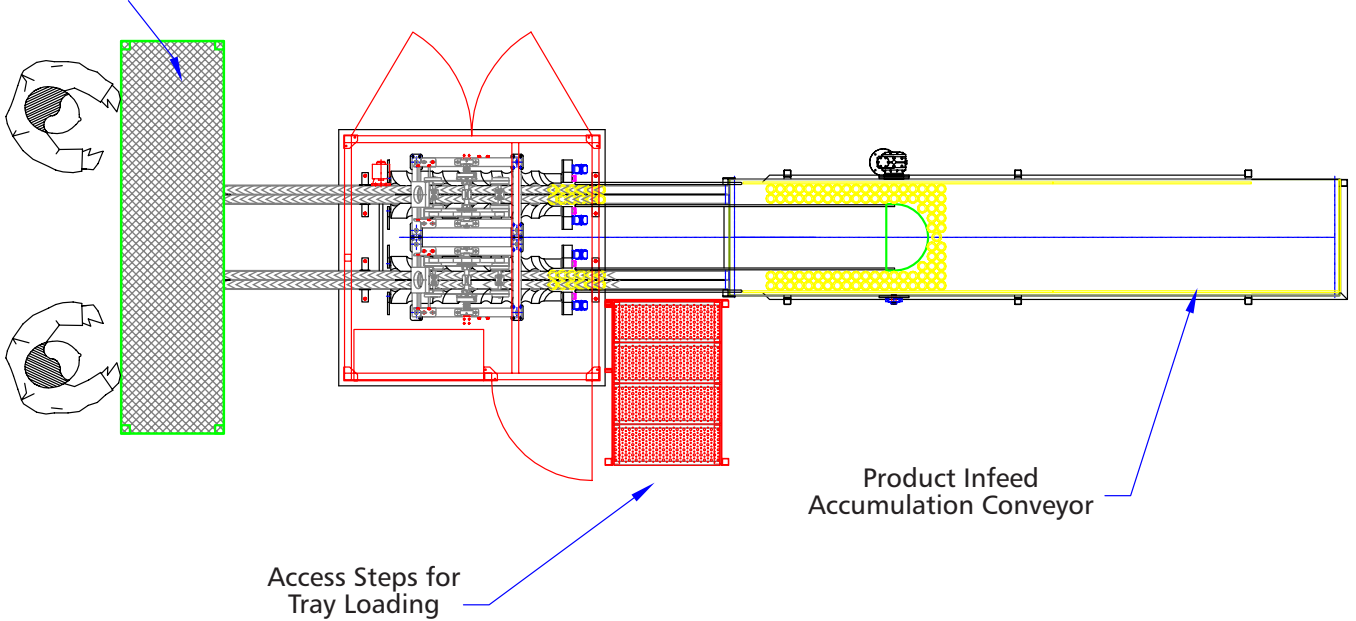 Product Infeed
Accumulation Conveyor
Access Steps for
Tray Loading